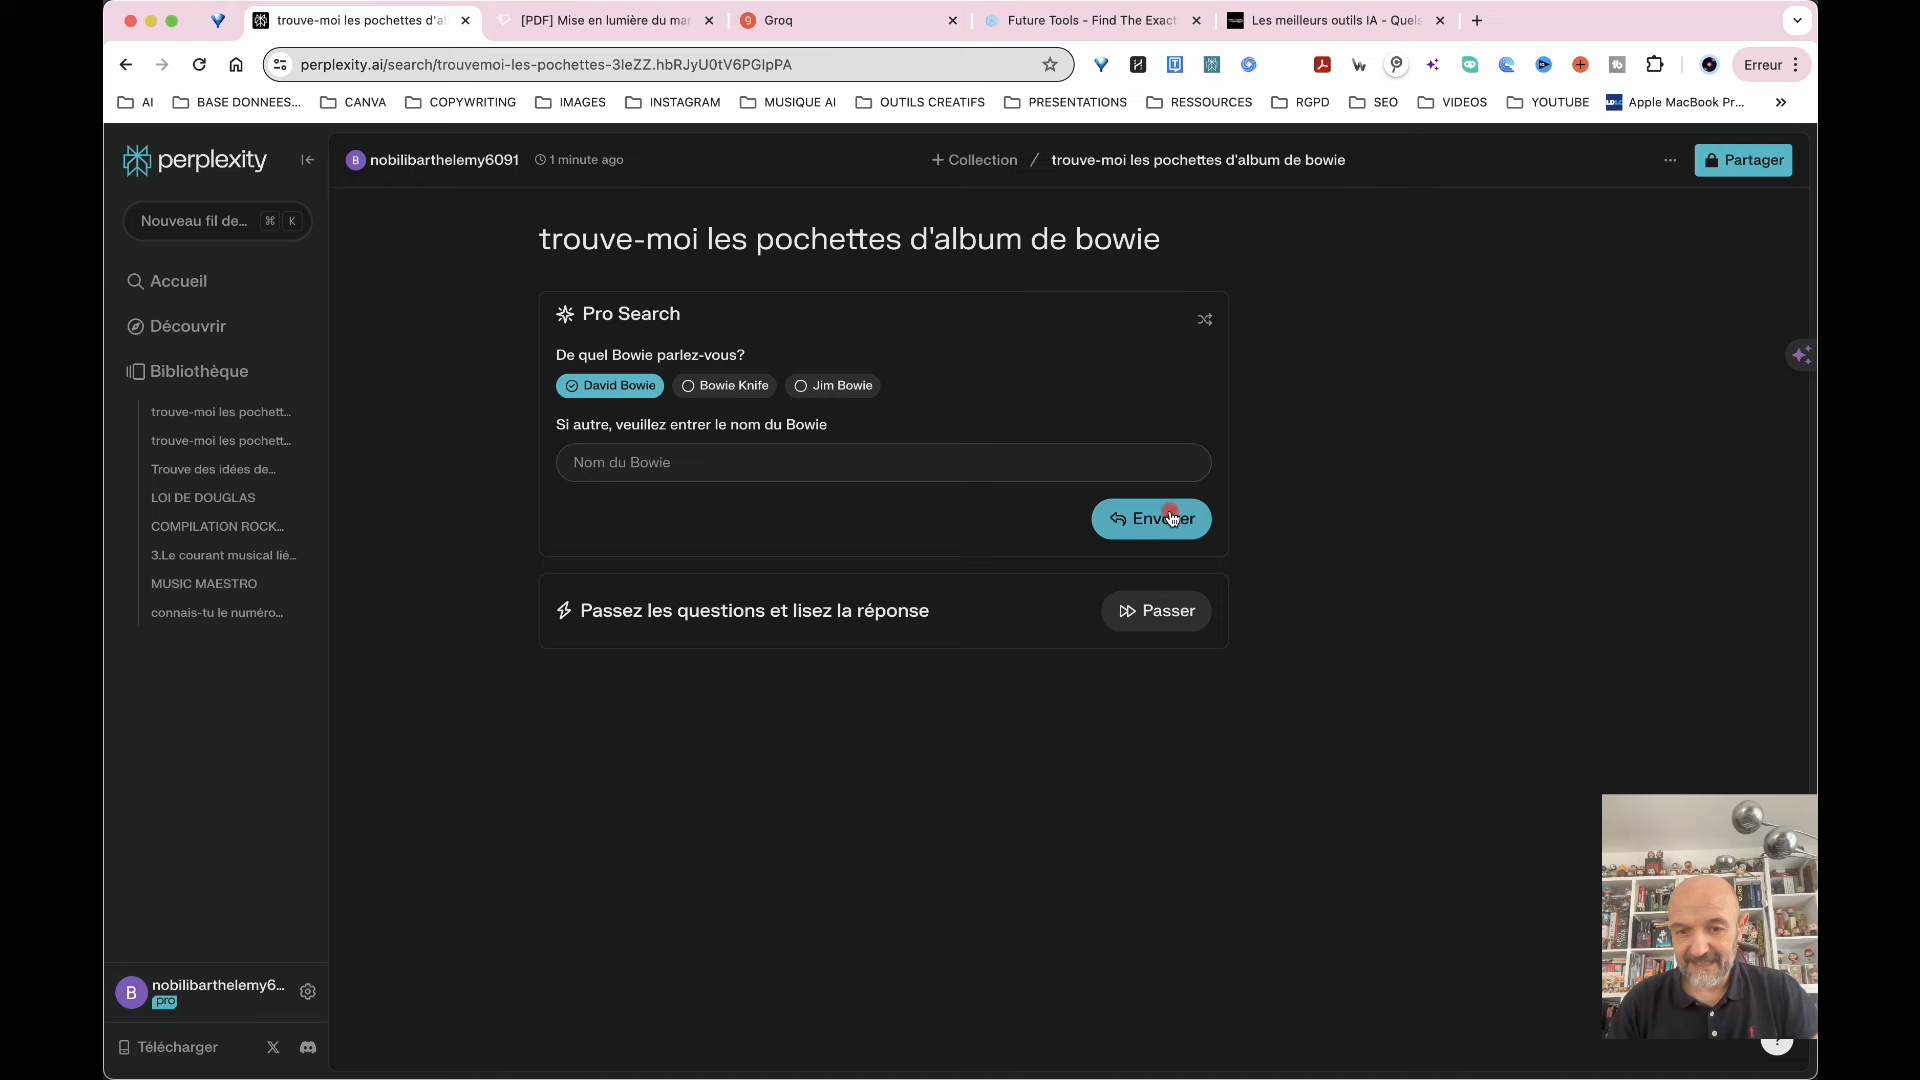 trouve-moi les pochettes d'al
[PDF] Mise en lumière du mar
Groq
Future Tools - Find The Exact
Les meilleurs outils IA - Quels
perplexity.ai/search/trouvemoi-les-pochettes-3leZZ.hbRJyU0tV6PGlpPA
Erreur
AI
BASE DONNEES...
CANVA
COPYWRITING
IMAGES
INSTAGRAM
MUSIQUE AI
OUTILS CREATIFS
PRESENTATIONS
RESSOURCES
RGPD
SEO
VIDEOS
YOUTUBE
Apple MacBook Pr...
perplexity
Nouveau fil de... ⌘ K
Accueil
Découvrir
Bibliothèque
trouve-moi les pochett...
trouve-moi les pochett...
Trouve des idées de...
LOI DE DOUGLAS
COMPILATION ROCK...
3.Le courant musical lié...
MUSIC MAESTRO
connais-tu le numéro...
B nobilibarthelemy6...
pro
Télécharger
B nobilibarthelemy6091 1 minute ago
+ Collection / trouve-moi les pochettes d'album de bowie
Partager
trouve-moi les pochettes d'album de bowie
Pro Search
De quel Bowie parlez-vous?
David Bowie
Bowie Knife
Jim Bowie
Si autre, veuillez entrer le nom du Bowie
Nom du Bowie
Envoyer
Passez les questions et lisez la réponse
Passer
?